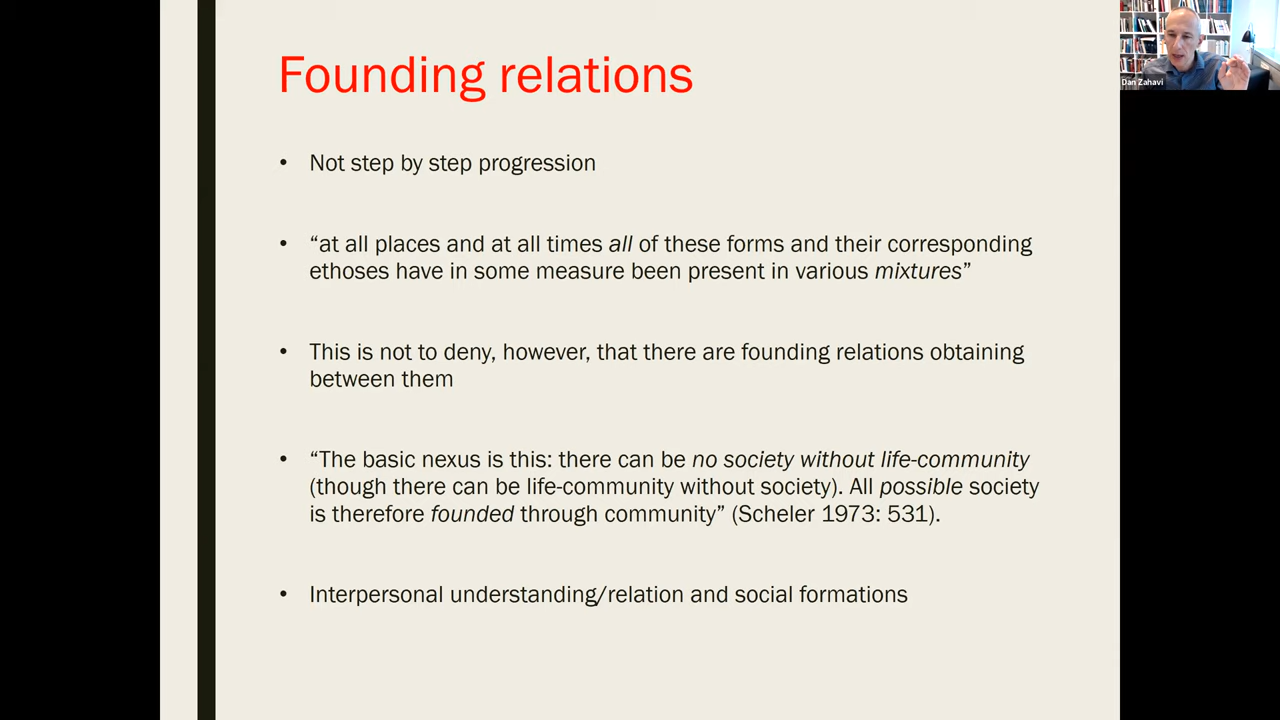 Founding relations
• Not step by step progression
• “at all places and at all times all of these forms and their corresponding
ethoses have in some measure been present in various mixtures”
• This is not to deny, however, that there are founding relations obtaining
between them
• “The basic nexus is this: there can be no society without life-community
(though there can be life-community without society). All possible society
is therefore founded through community” (Scheler 1973: 531).
• Interpersonal understanding/relation and social formations
Dan Zahavi